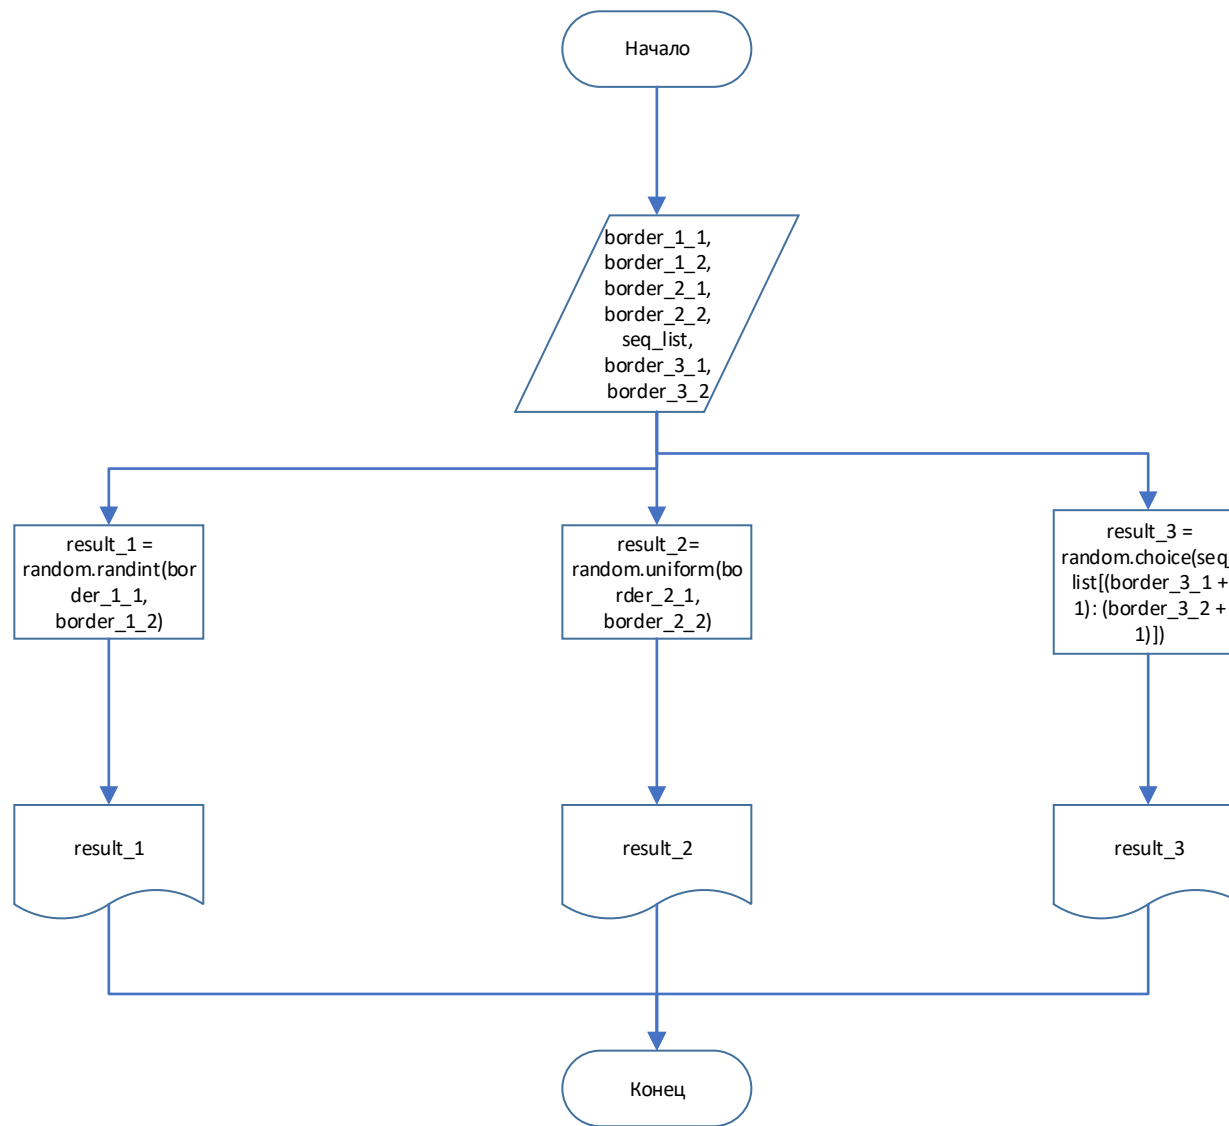 Начало
border_1_1,
border_1_2,
border_2_1,
border_2_2,
seq_list,
border_3_1,
border_3_2
result_1 =
random.randint(bor
der_1_1,
border_1_2)
result_2=
random.uniform(bo
rder_2_1,
border_2_2)
result_3 =
random.choice(seq_
list[(border_3_1 +
1): (border_3_2 +
1)])
result_1
result_2
result_3
Конец